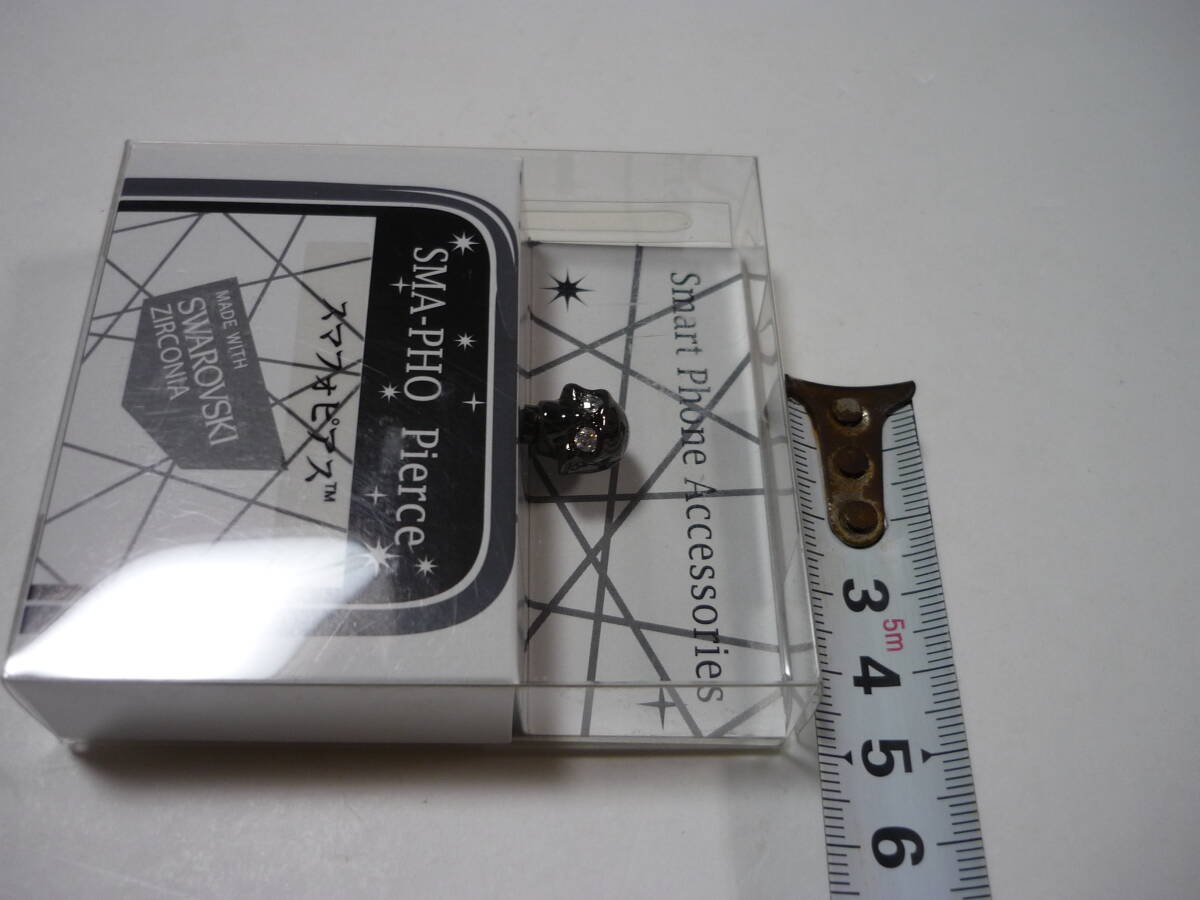 SMA-PHO Pierce
スマフォピアス™
MADE WITH
SWAROVSKI
ZIRCONIA
Smart Phone Accessories
3
5m
4
5
6